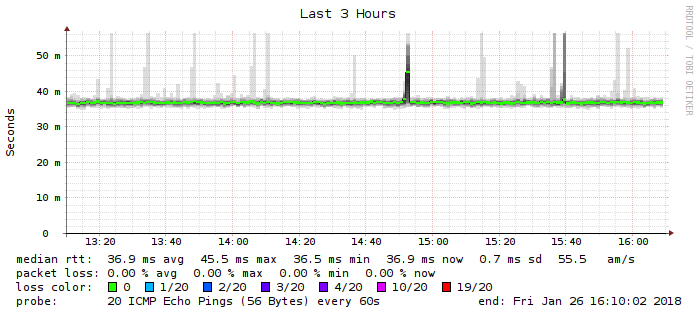 Last 3 Hours
RRDTOOL / TOBI OETIKER
Seconds
50 m
40 m
30 m
20 m
10 m
0
13:20 13:40 14:00 14:20 14:40 15:00 15:20 15:40 16:00
median rtt: 36.9 ms avg 45.5 ms max 36.5 ms min 36.9 ms now 0.7 ms sd 55.5 am/s
packet loss: 0.00 % avg 0.00 % max 0.00 % min 0.00 % now
loss color: 0 1/20 2/20 3/20 4/20 10/20 19/20
probe: 20 ICMP Echo Pings (56 Bytes) every 60s end: Fri Jan 26 16:10:02 2018